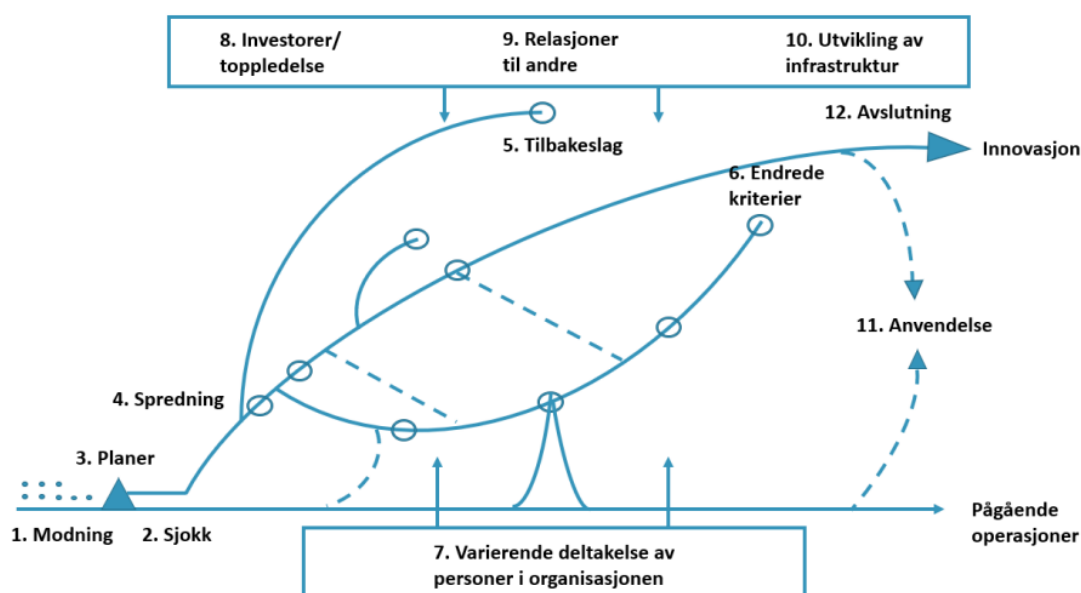 8. Investorer/
toppledelse
9. Relasjoner
til andre
10. Utvikling av
infrastruktur
12. Avslutning
5. Tilbakeslag
Innovasjon
6. Endrede
kriterier
11. Anvendelse
4. Spredning
3. Planer
1. Modning
2. Sjokk
Pågående
operasjoner
7. Varierende deltakelse av
personer i organisasjonen